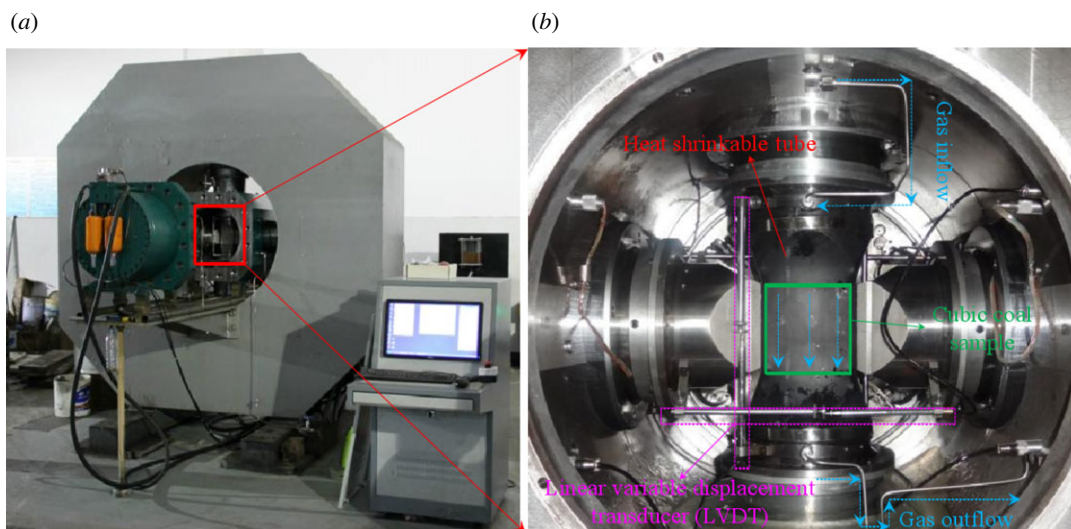 (a)
(b)
Gas inflow
Heat shrinkable tube
Cubic coal
sample
Linear variable displacement
transducer (LVDT)
Gas outflow